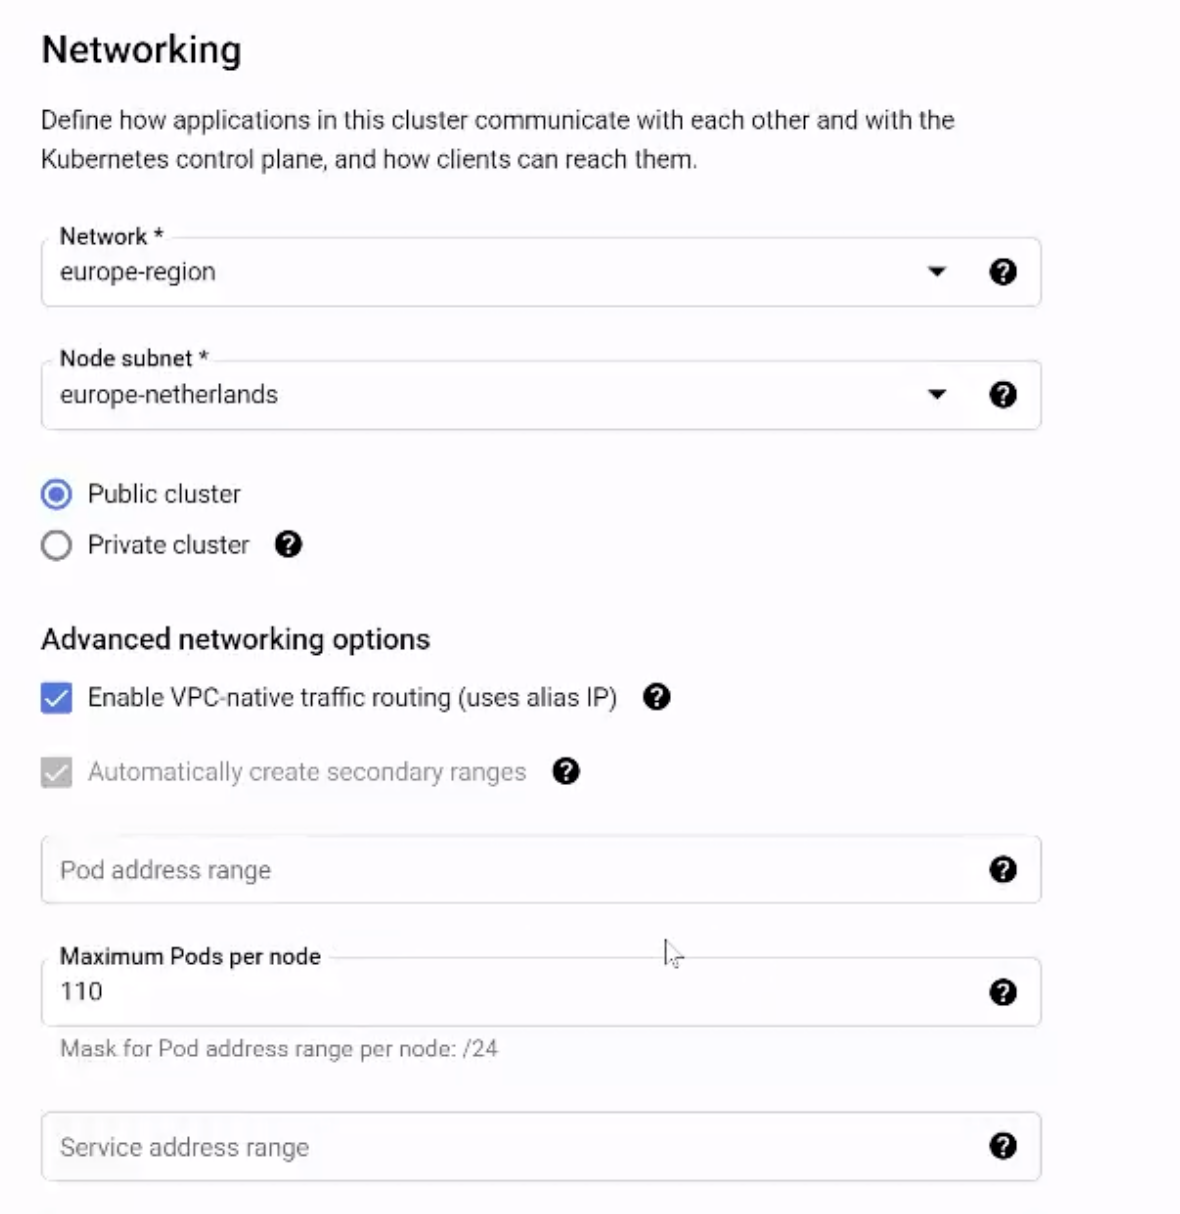 Networking
Define how applications in this cluster communicate with each other and with the
Kubernetes control plane, and how clients can reach them.
Network *
europe-region
Node subnet *
europe-netherlands
Public cluster
Private cluster
Advanced networking options
Enable VPC-native traffic routing (uses alias IP)
Automatically create secondary ranges
Pod address range
Maximum Pods per node
110
Mask for Pod address range per node: /24
Service address range